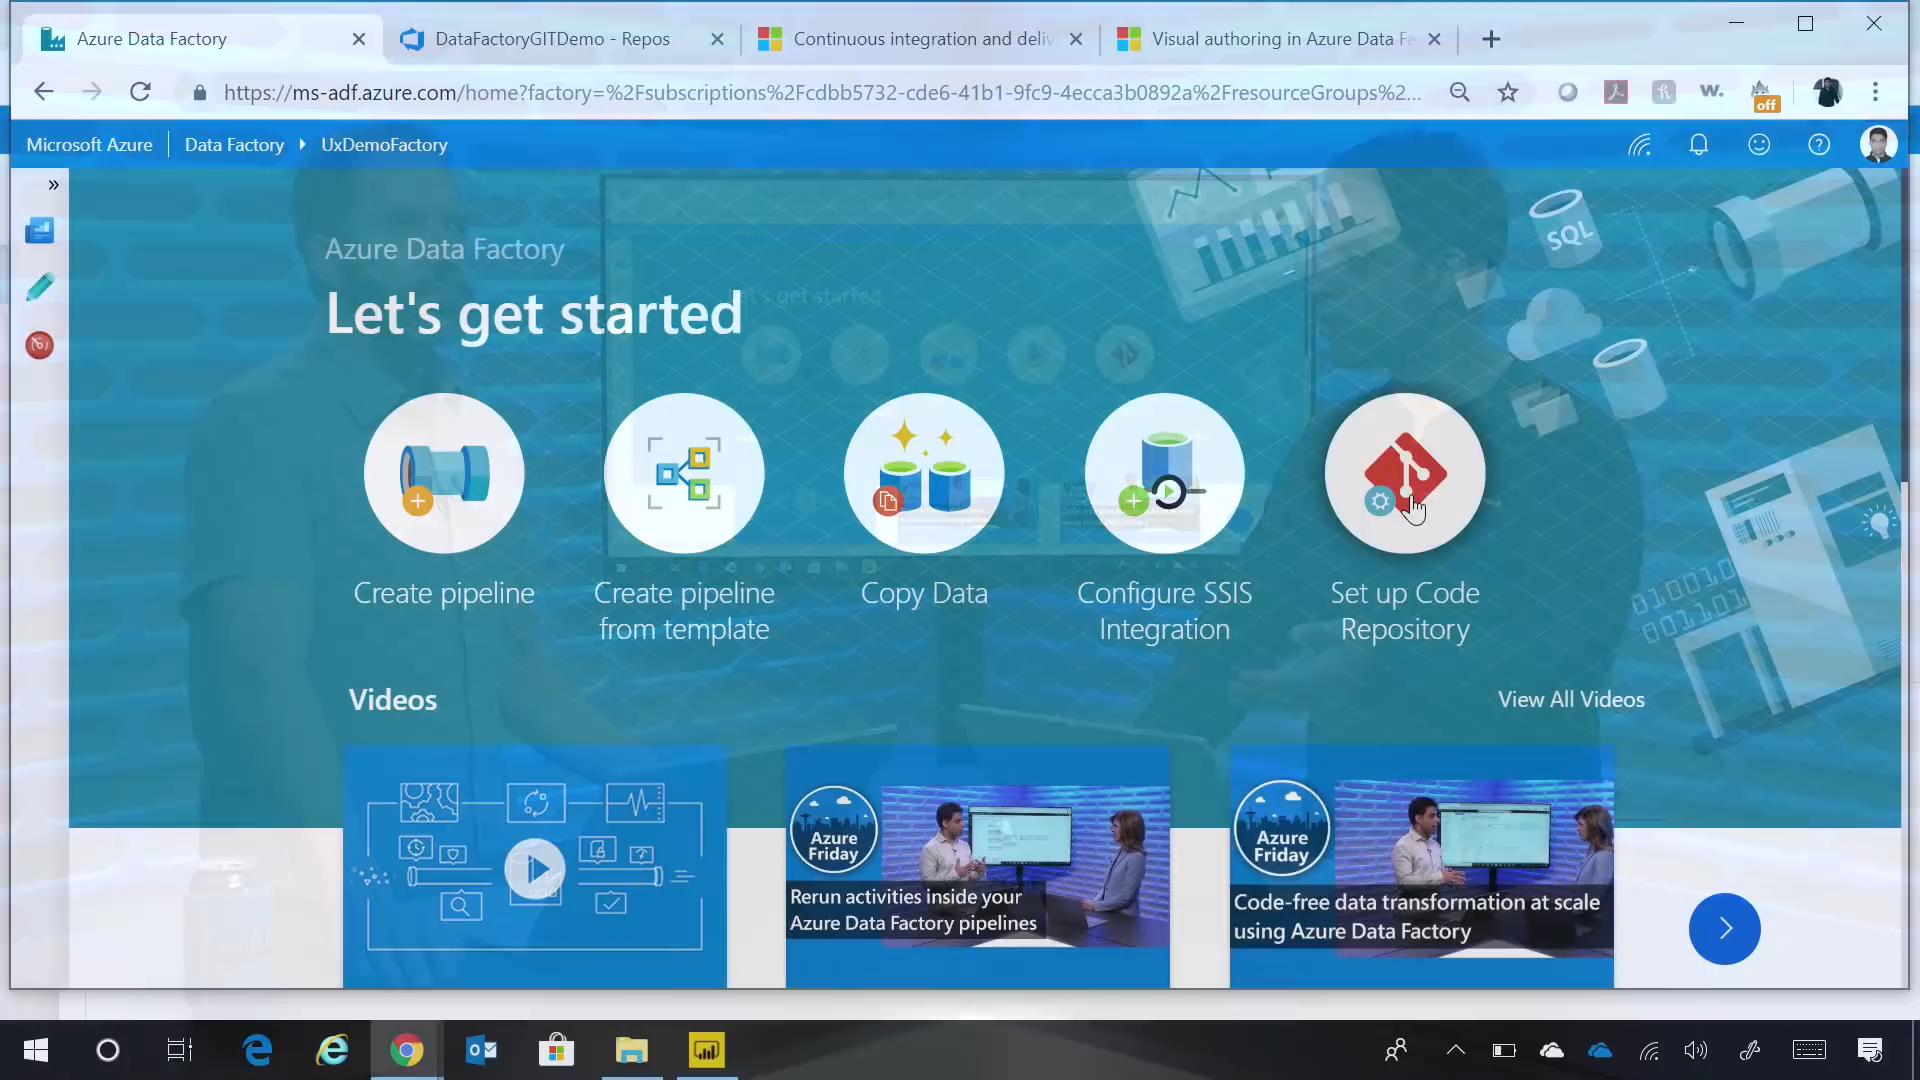 Azure Data Factory
DataFactoryGITDemo - Repos
Continuous integration and deliv
Visual authoring in Azure Data Fa
https://ms-adf.azure.com/home?factory=%2Fsubscriptions%2Fcdbb5732-cde6-41b1-9fc9-4ecca3b0892a%2FresourceGroups%2...
w.
off
Microsoft Azure
Data Factory
UxDemoFactory
Azure Data Factory
Let's get started
Let's get started
SQL
Create pipeline
Create pipeline
from template
Copy Data
Configure SSIS
Integration
Set up Code
Repository
Videos
View All Videos
Azure
Friday
Rerun activities inside your
Azure Data Factory pipelines
Azure
Friday
Code-free data transformation at scale
using Azure Data Factory